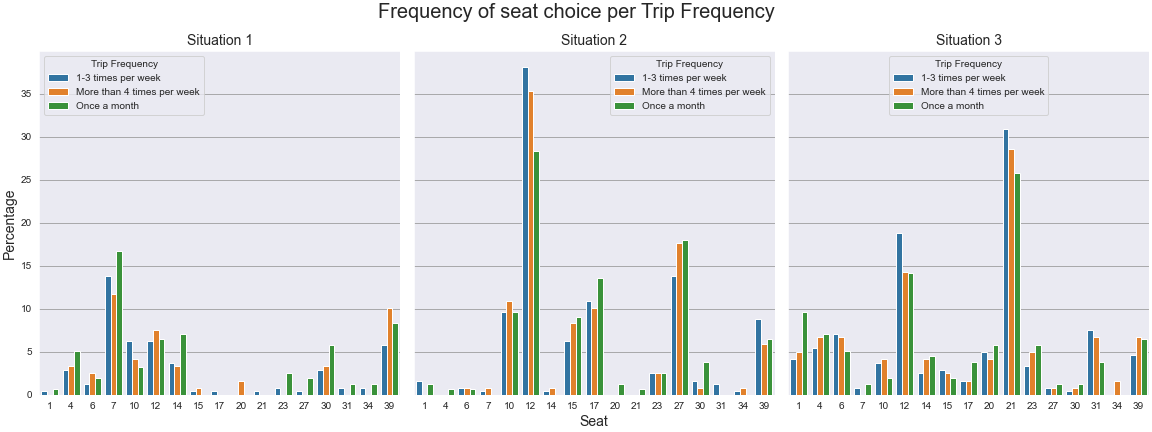 Frequency of seat choice per Trip Frequency
Situation 1
Situation 2
Situation 3
Trip Frequency
1-3 times per week
More than 4 times per week
Once a month
Trip Frequency
1-3 times per week
More than 4 times per week
Once a month
Trip Frequency
1-3 times per week
More than 4 times per week
Once a month
Percentage
35
30
25
20
15
10
5
0
1 4 6 7 10 12 14 15 17 20 21 23 27 30 31 34 39
1 4 6 7 10 12 14 15 17 20 21 23 27 30 31 34 39
1 4 6 7 10 12 14 15 17 20 21 23 27 30 31 34 39
Seat